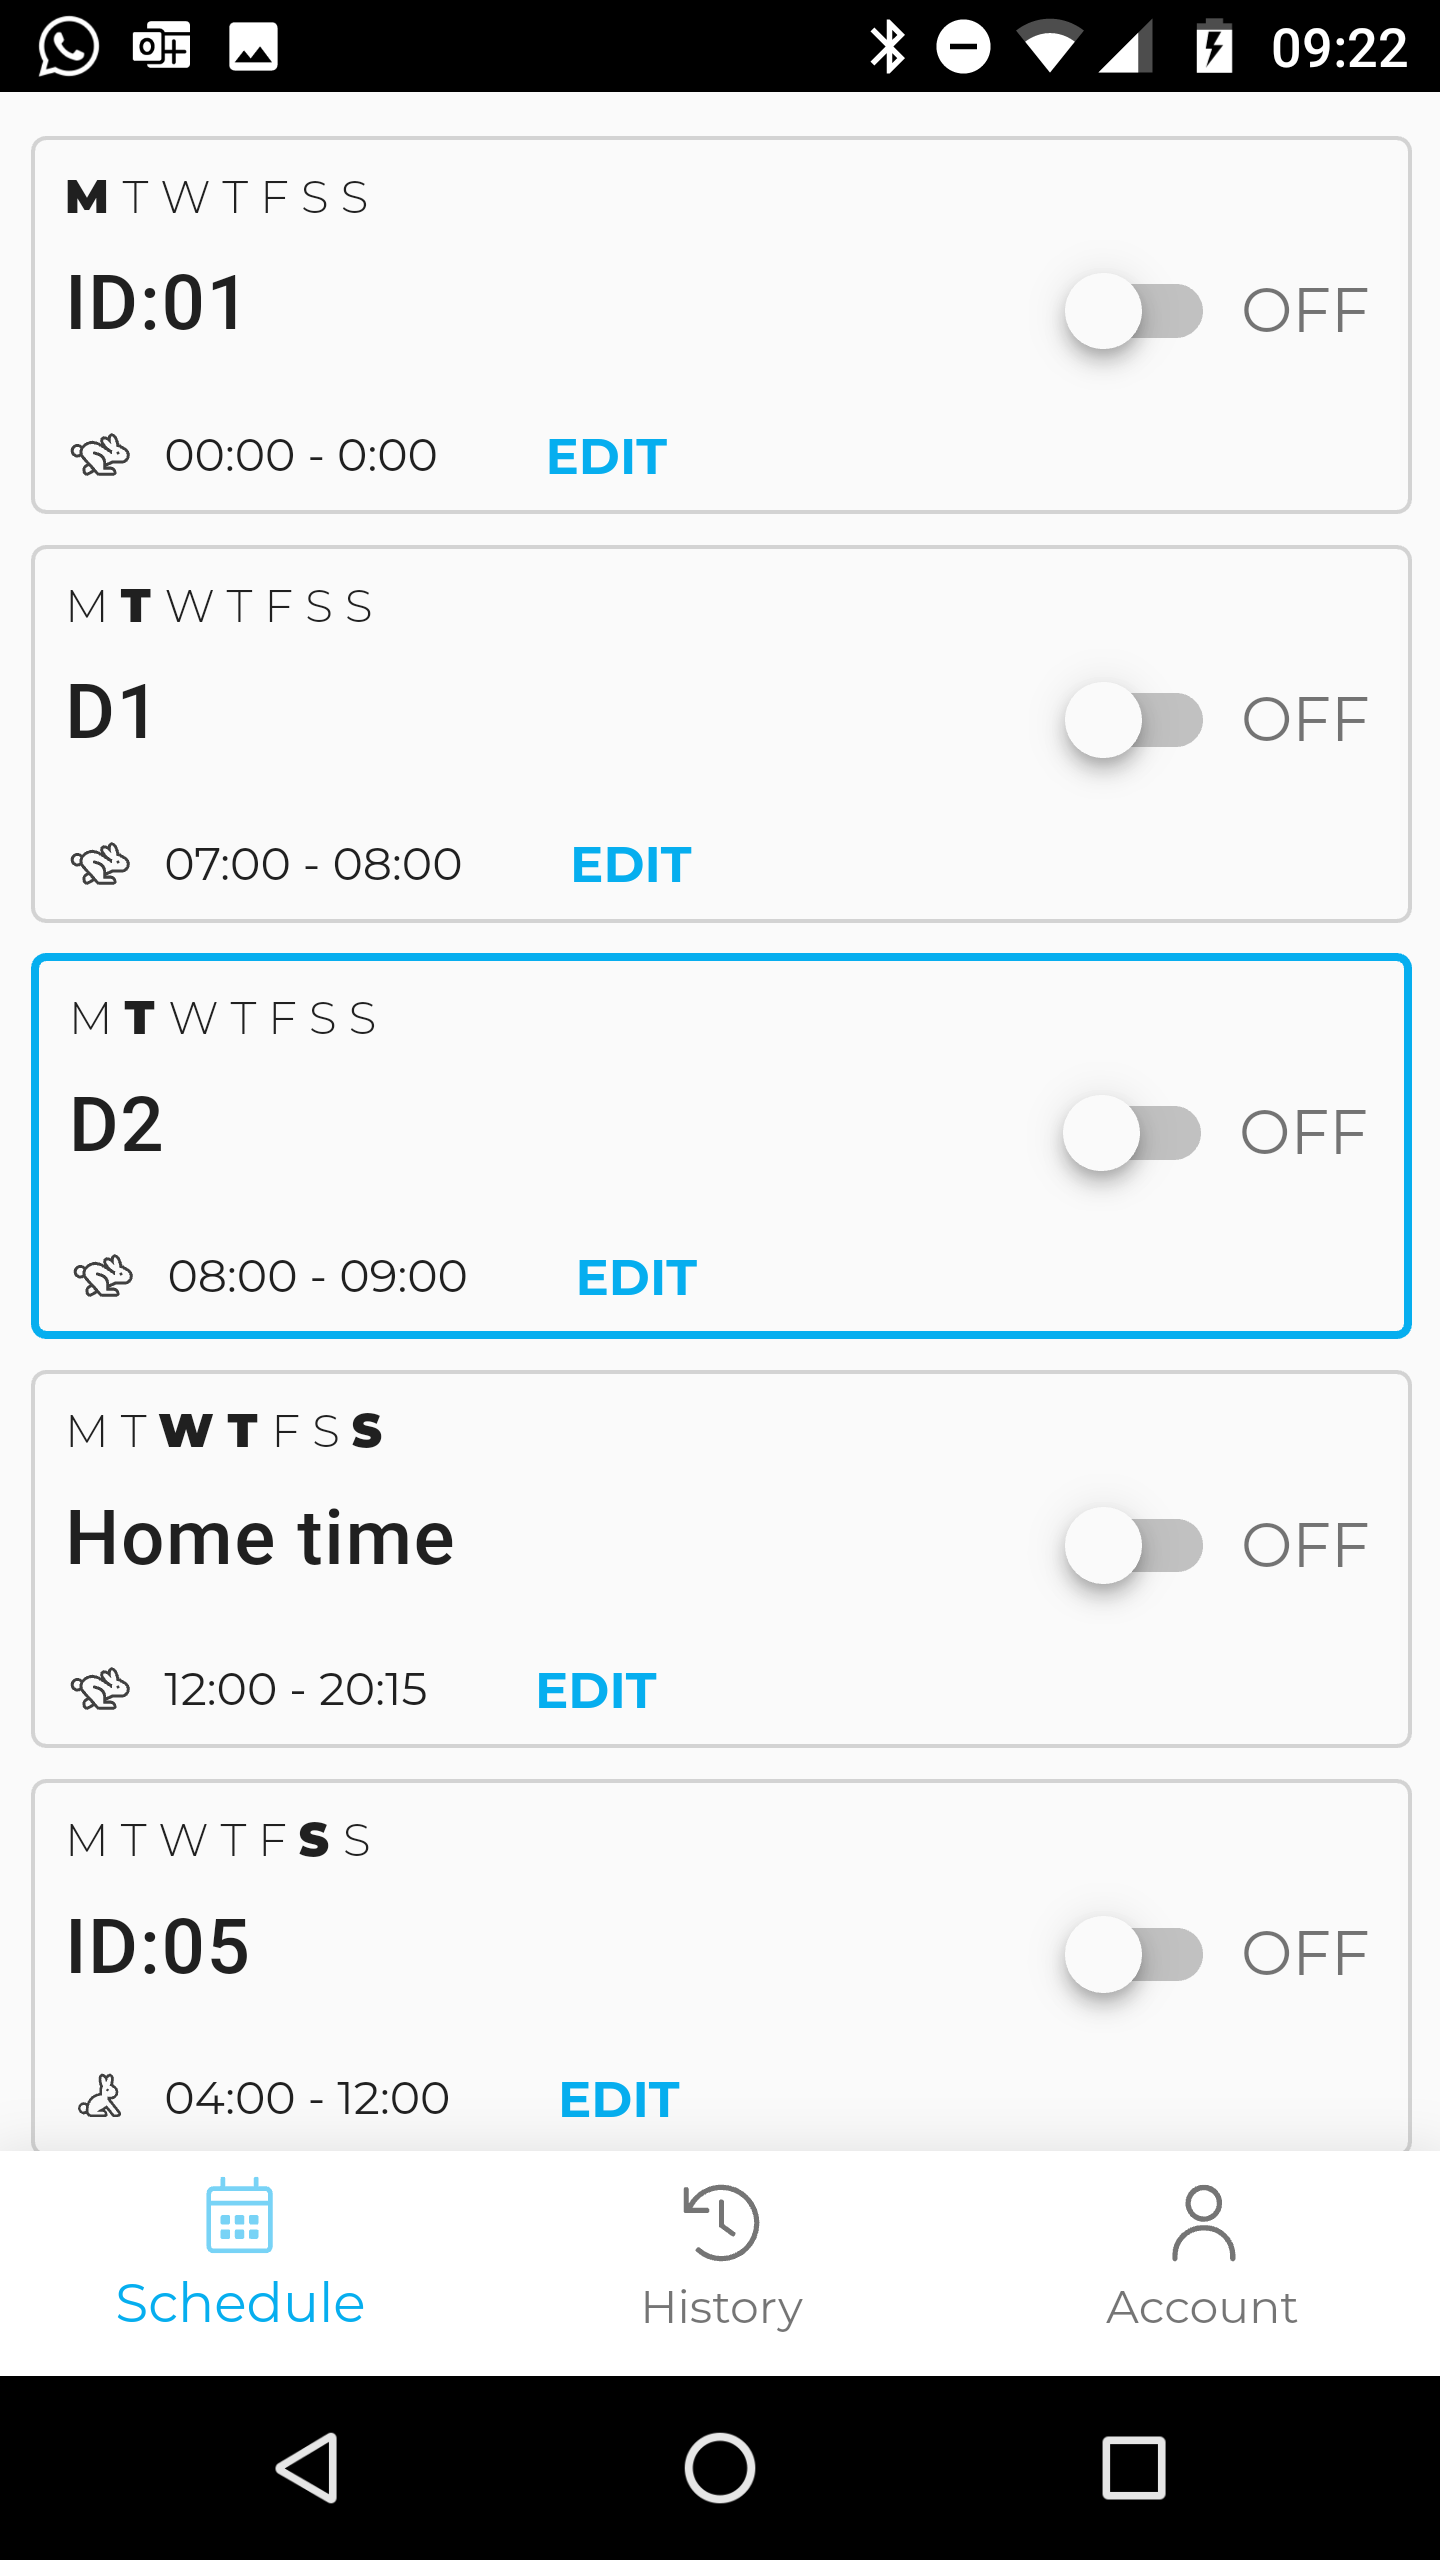 09:22
M T W T F S S
ID:01
OFF
00:00 - 0:00 EDIT
M T W T F S S
D1
OFF
07:00 - 08:00 EDIT
M T W T F S S
D2
OFF
08:00 - 09:00 EDIT
M T W T F S S
Home time
OFF
12:00 - 20:15 EDIT
M T W T F S S
ID:05
OFF
04:00 - 12:00 EDIT
Schedule History Account